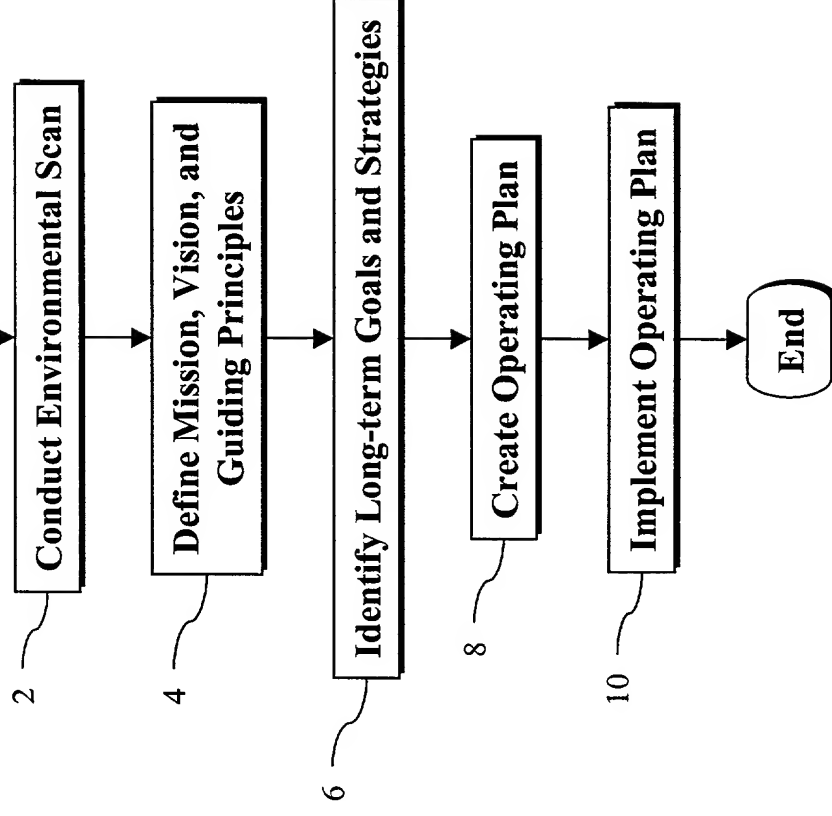 Conduct Environmental Scan
2
Define Mission, Vision, and
Guiding Principles
4
Identify Long-term Goals and Strategies
6
Create Operating Plan
8
Implement Operating Plan
10
End